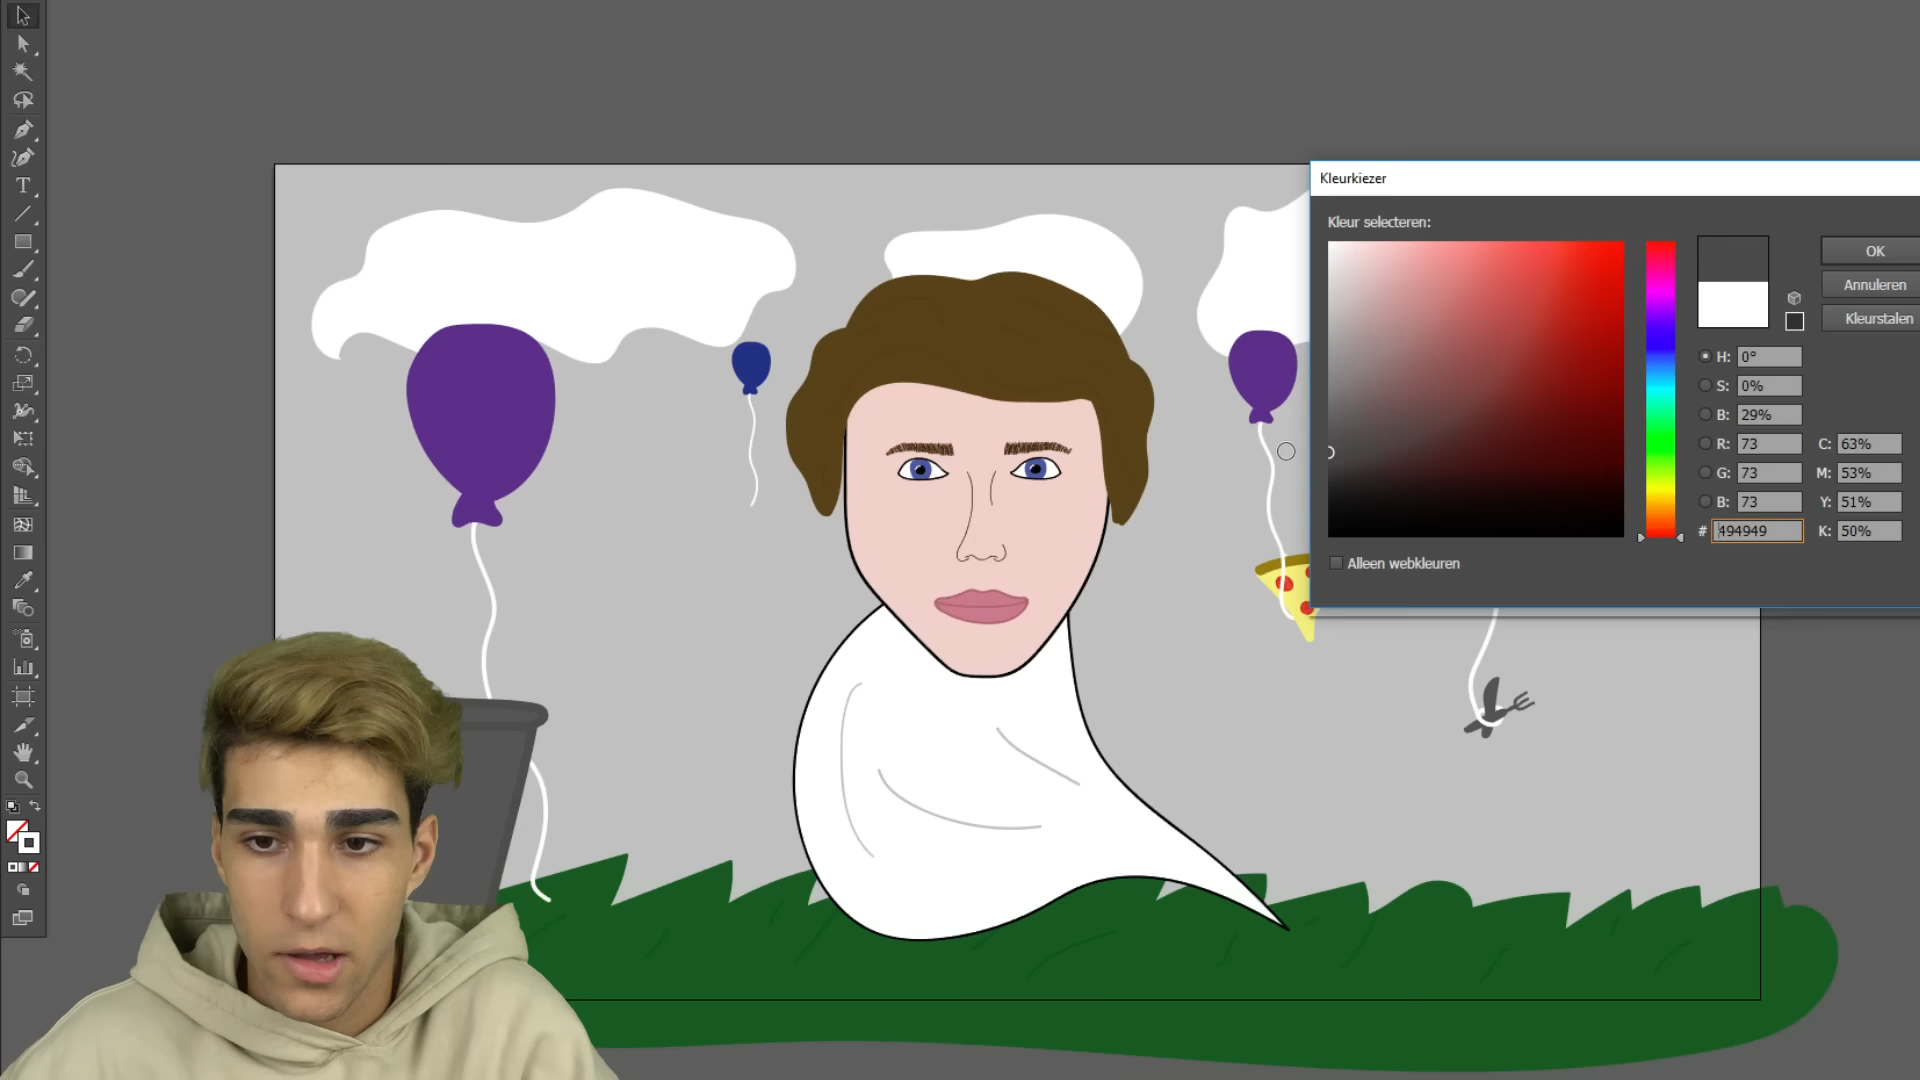 Kleurkiezer
Kleur selecteren:
OK
Annuleren
Kleurstalen
H: 0°
S: 0%
B: 29%
R: 73 C: 63%
G: 73 M: 53%
B: 73 Y: 51%
# 494949 K: 50%
Alleen webkleuren
T